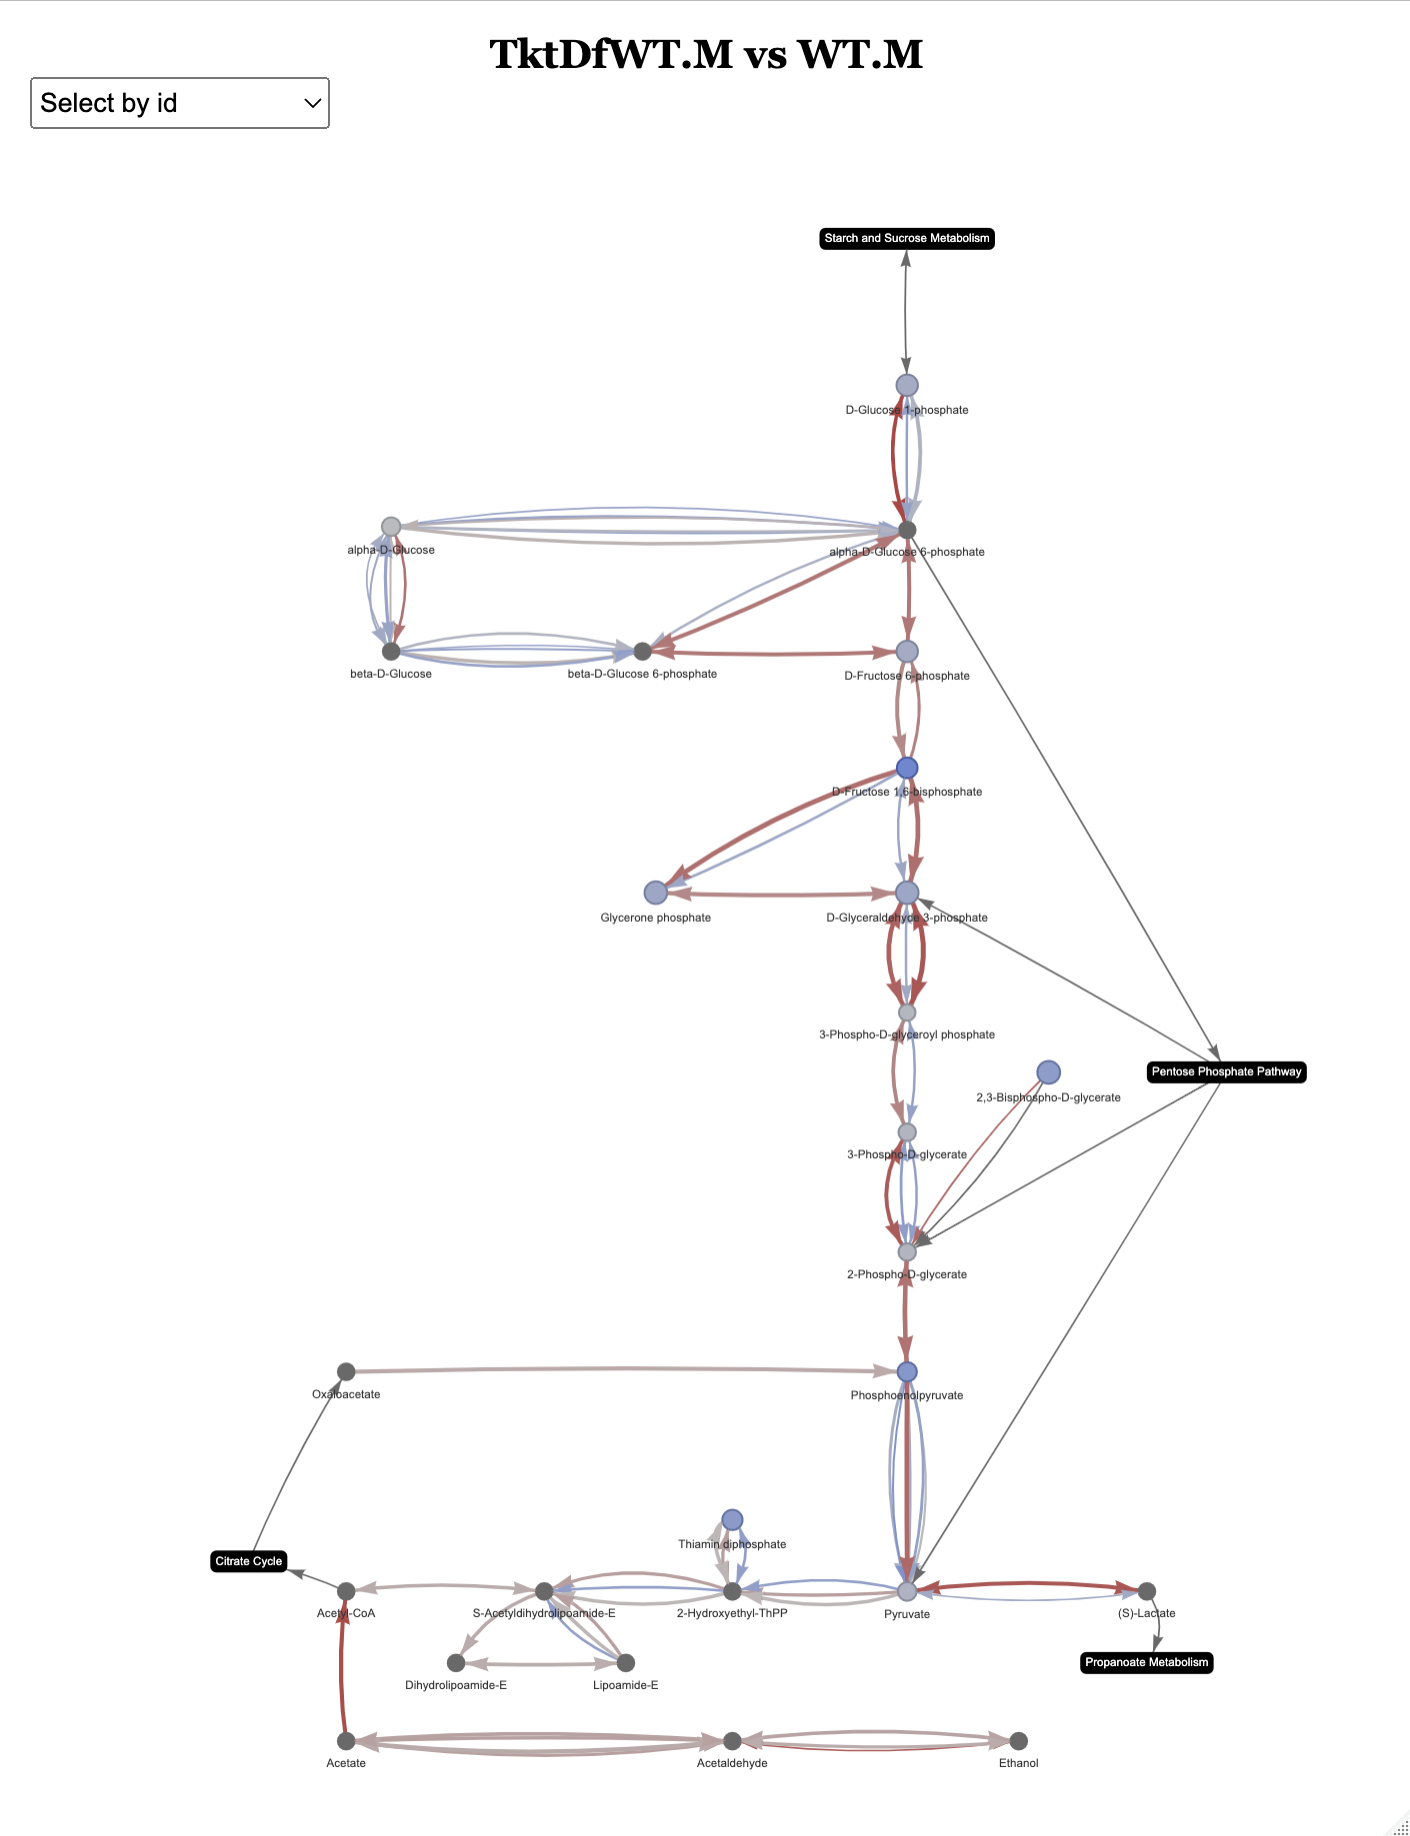 TktDfWT.M vs WT.M
Select by id
Starch and Sucrose Metabolism
D-Glucose 1-phosphate
alpha-D-Glucose
alpha-D-Glucose 6-phosphate
beta-D-Glucose
beta-D-Glucose 6-phosphate
D-Fructose 6-phosphate
D-Fructose 1,6-bisphosphate
Glycerone phosphate
D-Glyceraldehyde 3-phosphate
3-Phospho-D-glyceroyl phosphate
Pentose Phosphate Pathway
2,3-Bisphospho-D-glycerate
3-Phospho-D-glycerate
2-Phospho-D-glycerate
Oxaloacetate
Phosphoenolpyruvate
Thiamin diphosphate
Citrate Cycle
Acetyl-CoA
S-Acetyldihydrolipoamide-E
2-Hydroxyethyl-ThPP
Pyruvate
(S)-Lactate
Propanoate Metabolism
Dihydrolipoamide-E
Lipoamide-E
Acetate
Acetaldehyde
Ethanol